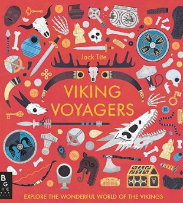 Jack Tite
VIKING
VOYAGERS
EXPLORE THE WONDERFUL WORLD OF THE VIKINGS
B